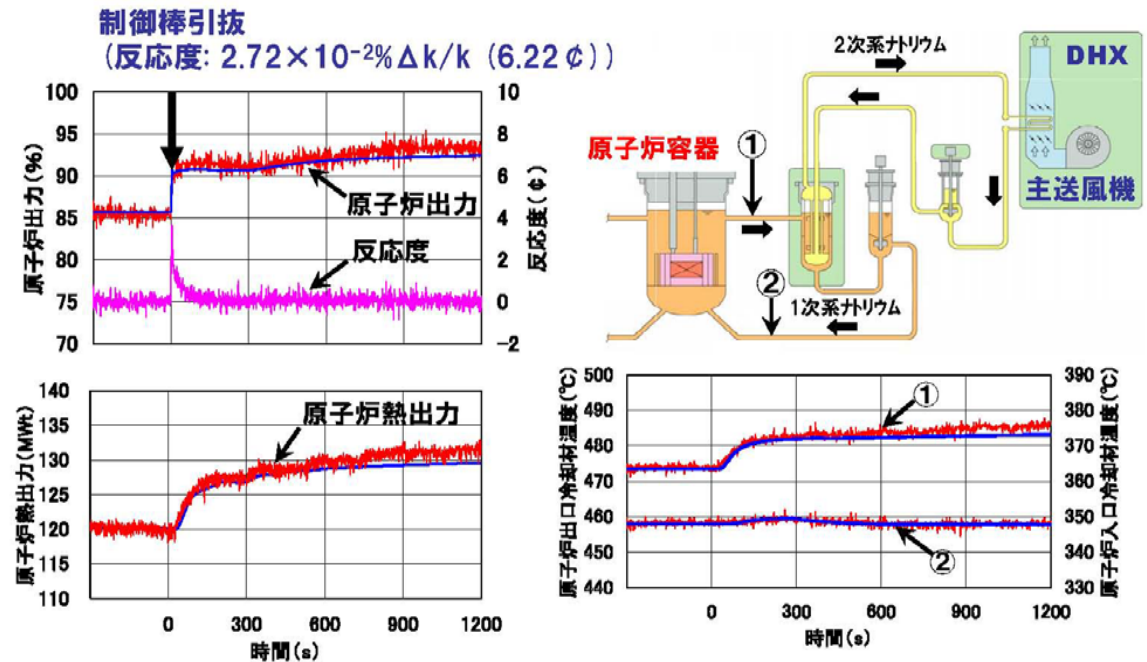 制御棒引抜
(反応度: 2.72×10⁻²%Δk/k (6.22¢))
100
95
90
85
80
75
70
原子炉出力(%)
10
8
6
4
2
0
-2
反応度(¢)
原子炉出力
反応度
2次系ナトリウム
DHX
主送風機
原子炉容器
①
②
1次系ナトリウム
140
135
130
125
120
115
110
原子炉熱出力(MWt)
原子炉熱出力
0 300 600 900 1200
時間(s)
500
490
480
470
460
450
440
原子炉出口冷却材温度(℃)
390
380
370
360
350
340
330
原子炉入口冷却材温度(℃)
①
②
0 300 600 900 1200
時間(s)